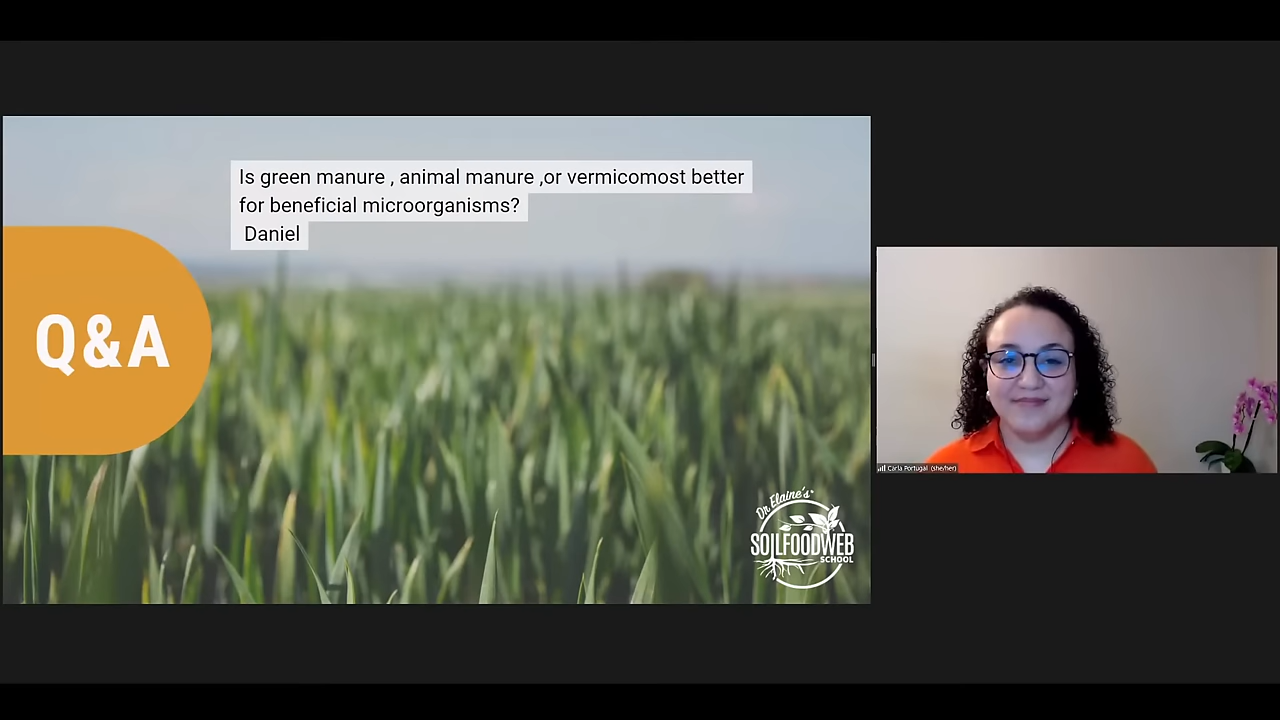 Is green manure , animal manure ,or vermicomost better
for beneficial microorganisms?
Daniel
Q&A
Dr Elaine's
SOILFOODWEB
SCHOOL
Carla Portugal (she/her)